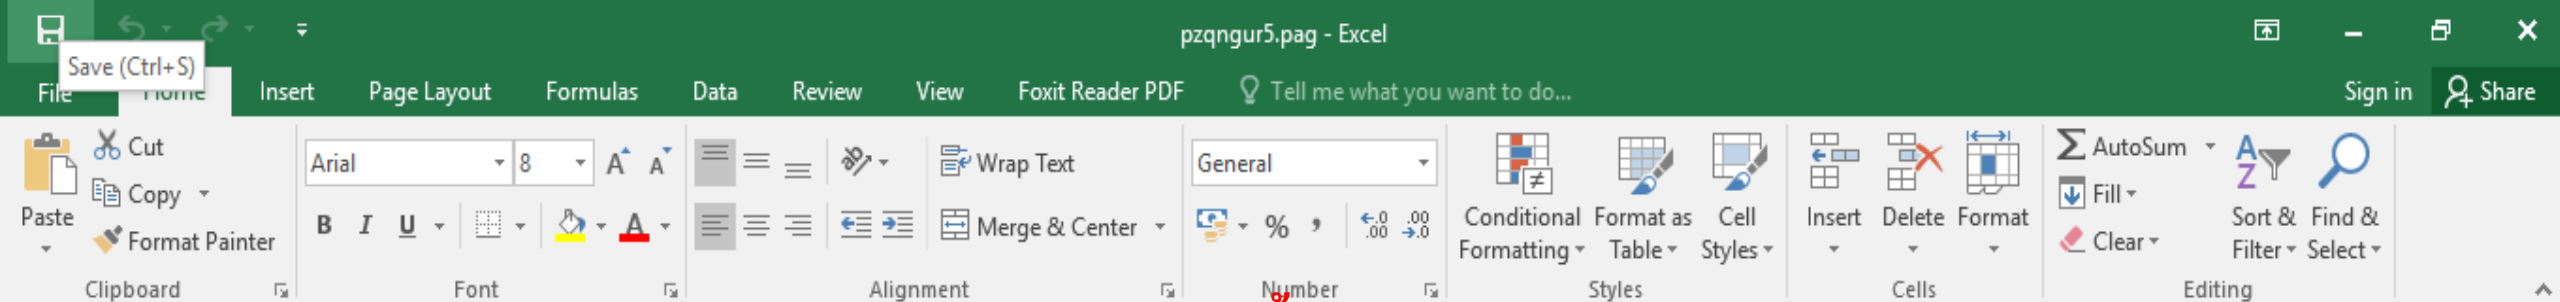 pzqngur5.pag - Excel
Save (Ctrl+S)
File Home Insert Page Layout Formulas Data Review View Foxit Reader PDF Tell me what you want to do... Sign in Share
Cut
Arial 8 Wrap Text General AutoSum
Copy Fill
Paste Format Painter B I U Merge & Center % Conditional Formatting Format as Table Cell Styles Insert Delete Format Clear Sort & Filter Find & Select
Clipboard Font Alignment Number Styles Cells Editing